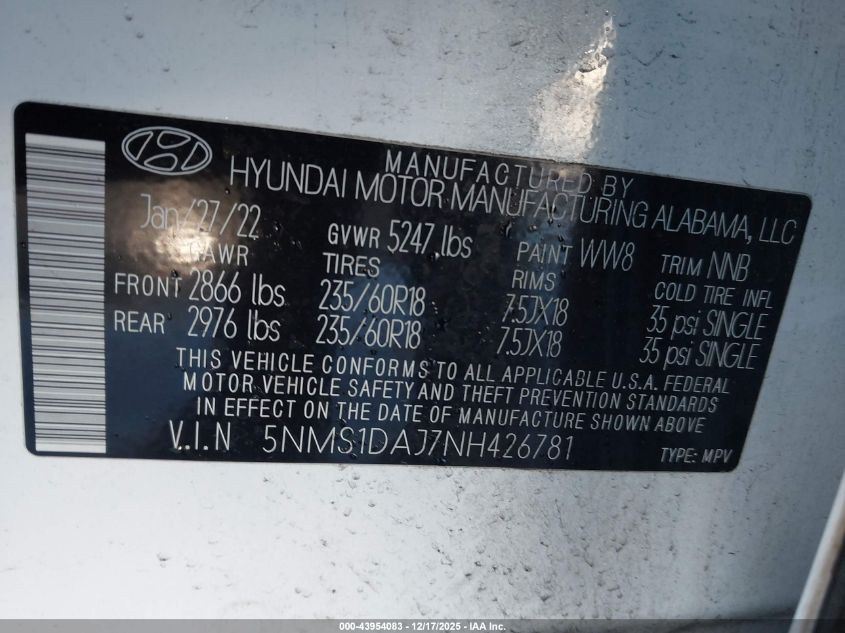 MANUFACTURED BY
HYUNDAI MOTOR MANUFACTURING ALABAMA, LLC
Jan/27/22 GVWR 5247,lbs PAINT WW8 TRIM NNB
GAWR TIRES RIMS COLD TIRE INFL
FRONT 2866 lbs 235/60R18 7.5JX18 35 psi SINGLE
REAR 2976 lbs 235/60R18 7.5JX18 35 psi SINGLE
THIS VEHICLE CONFORMS TO ALL APPLICABLE U.S.A. FEDERAL
MOTOR VEHICLE SAFETY AND THEFT PREVENTION STANDARDS
IN EFFECT ON THE DATE OF MANUFACTURE SHOWN ABOVE.
V.I.N 5NMS1DAJ7NH426781 TYPE: MPV
000-43954083 - 12/17/2025 - IAA Inc.